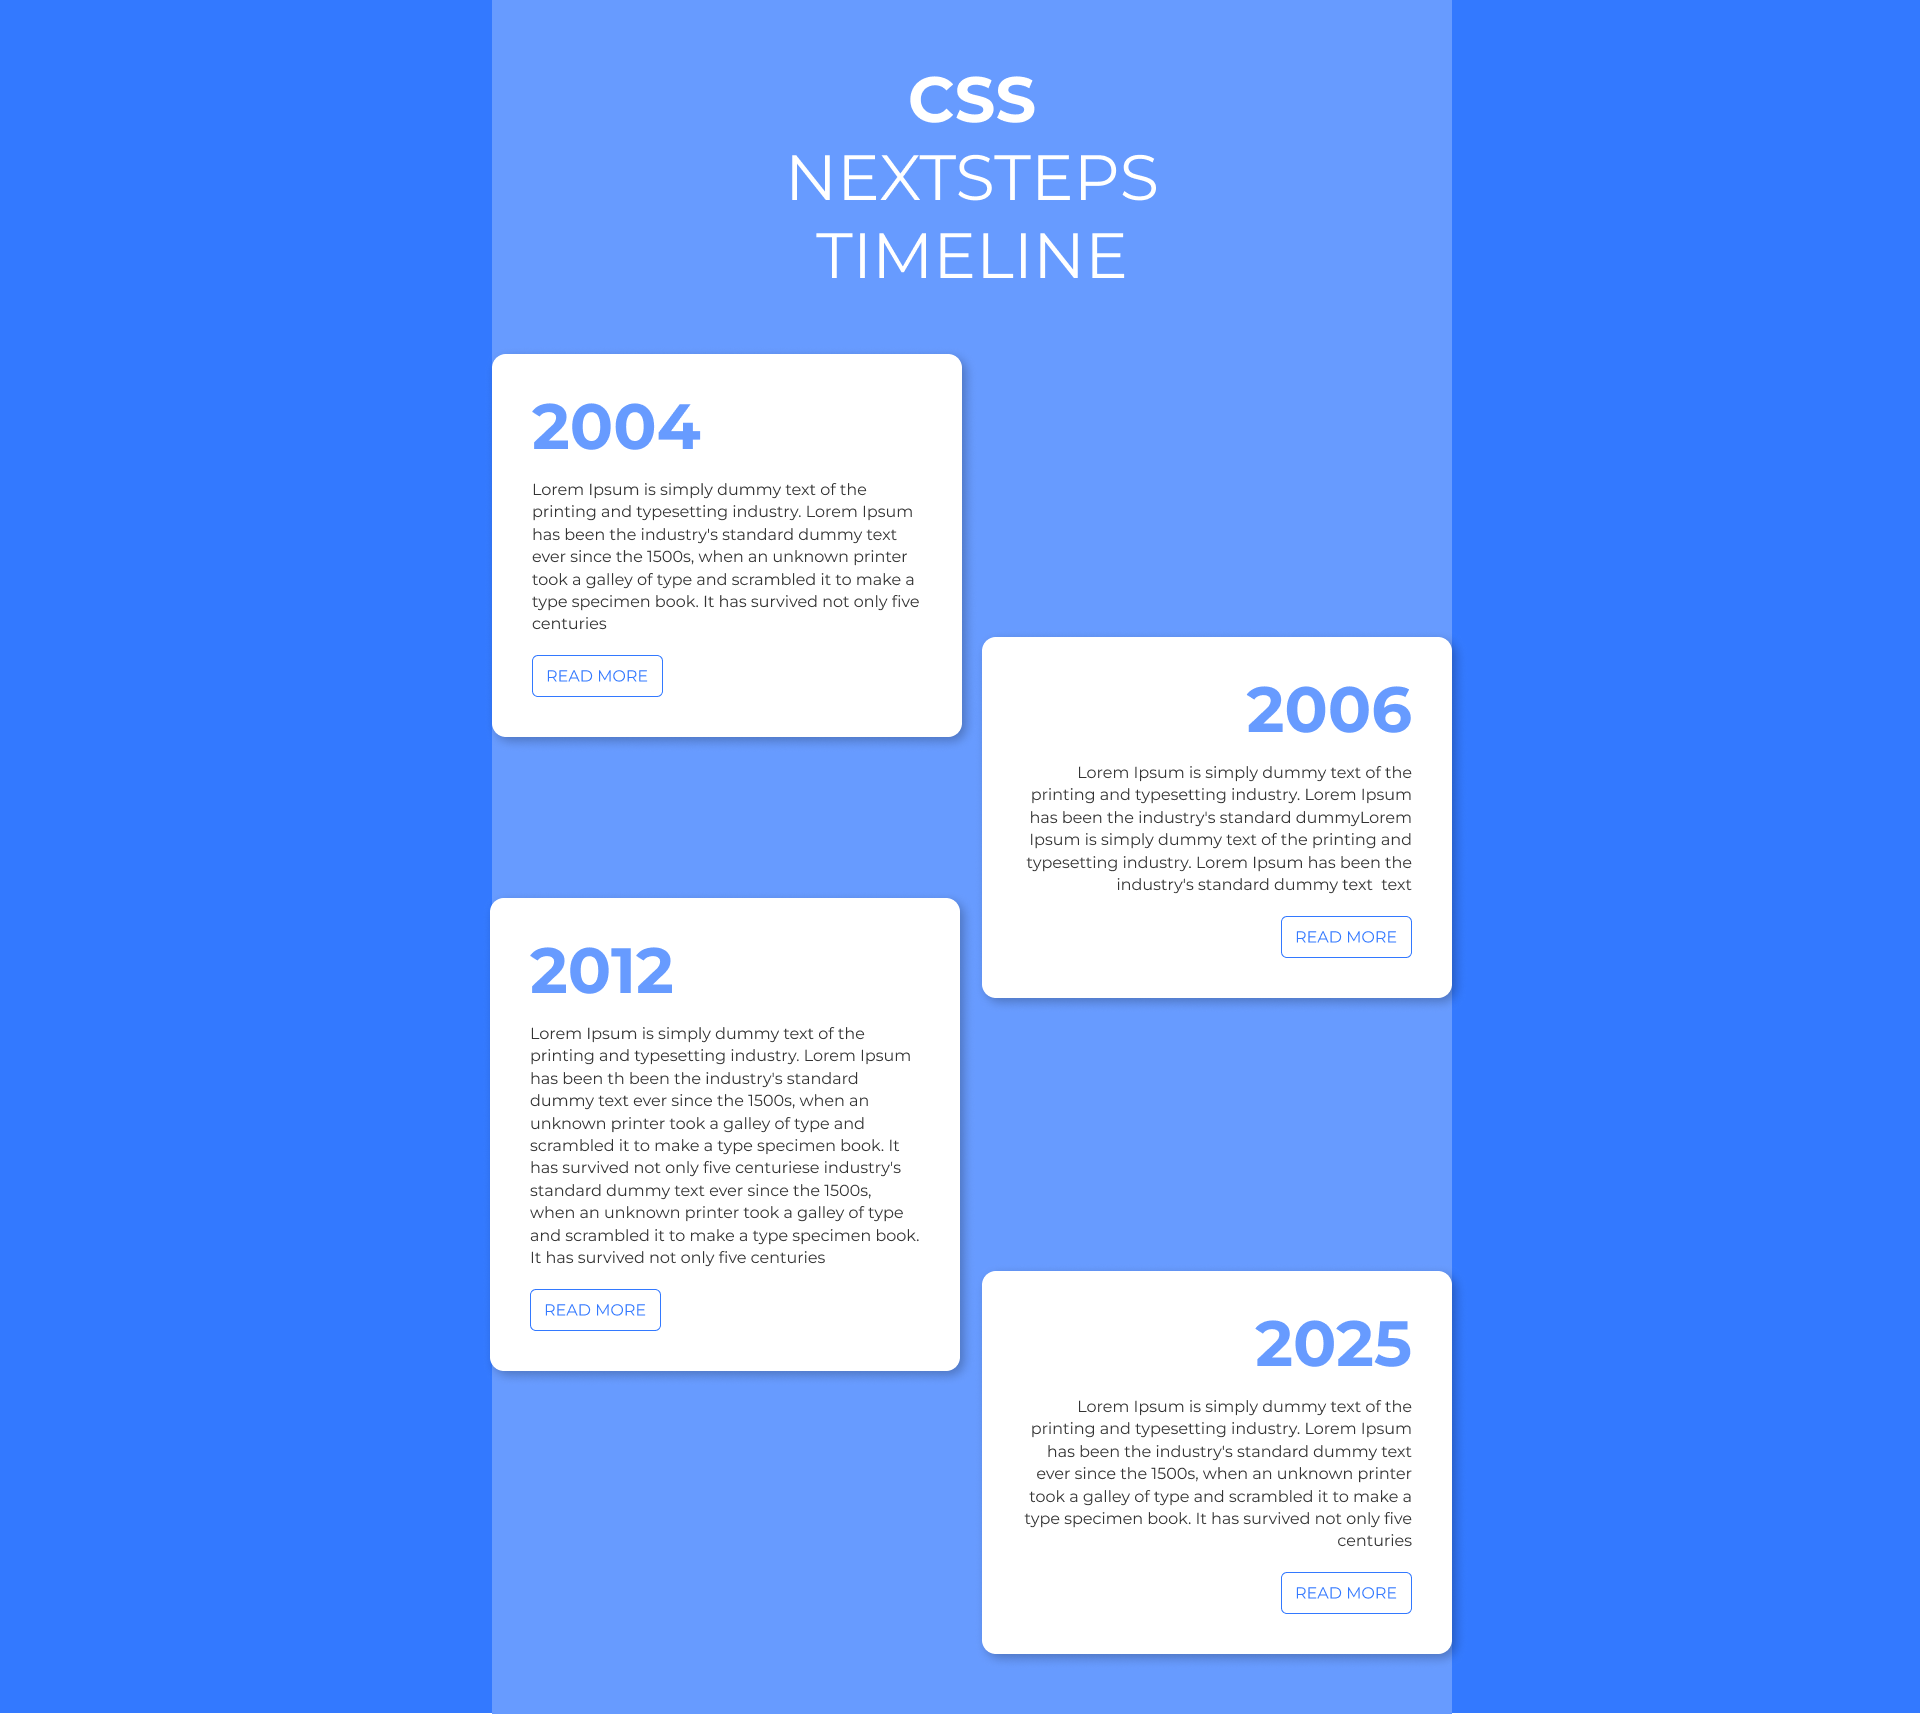 CSS
NEXTSTEPS
TIMELINE
2004
Lorem Ipsum is simply dummy text of the
printing and typesetting industry. Lorem Ipsum
has been the industry's standard dummy text
ever since the 1500s, when an unknown printer
took a galley of type and scrambled it to make a
type specimen book. It has survived not only five
centuries
READ MORE
2006
Lorem Ipsum is simply dummy text of the
printing and typesetting industry. Lorem Ipsum
has been the industry's standard dummyLorem
Ipsum is simply dummy text of the printing and
typesetting industry. Lorem Ipsum has been the
industry's standard dummy text  text
READ MORE
2012
Lorem Ipsum is simply dummy text of the
printing and typesetting industry. Lorem Ipsum
has been th been the industry's standard
dummy text ever since the 1500s, when an
unknown printer took a galley of type and
scrambled it to make a type specimen book. It
has survived not only five centuriese industry's
standard dummy text ever since the 1500s,
when an unknown printer took a galley of type
and scrambled it to make a type specimen book.
It has survived not only five centuries
READ MORE
2025
Lorem Ipsum is simply dummy text of the
printing and typesetting industry. Lorem Ipsum
has been the industry's standard dummy text
ever since the 1500s, when an unknown printer
took a galley of type and scrambled it to make a
type specimen book. It has survived not only five
centuries
READ MORE